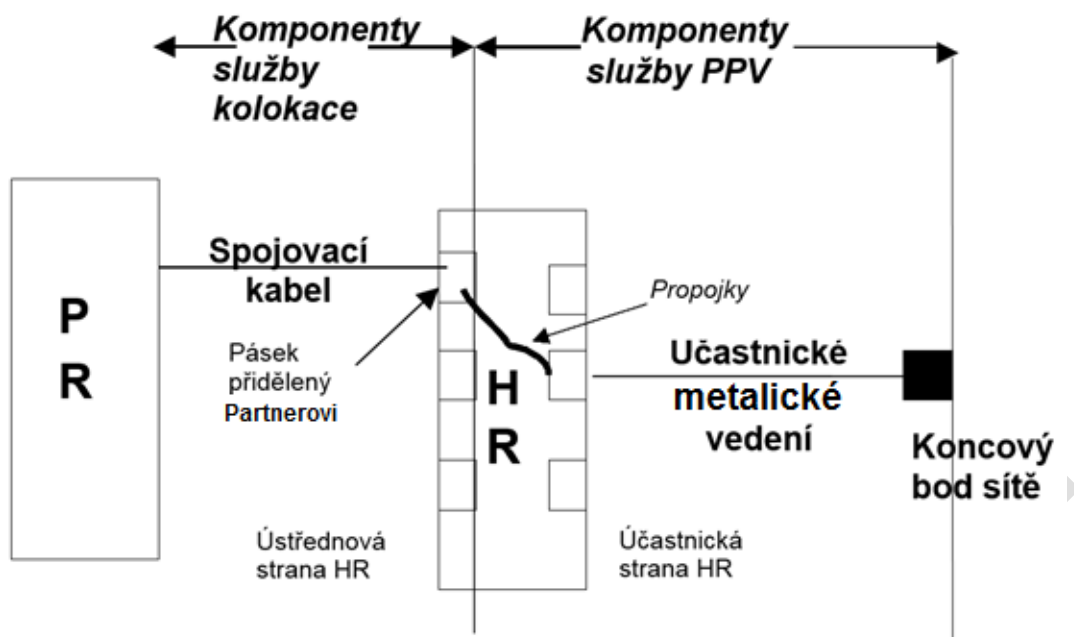 Komponenty
služby
kolokace
Komponenty
služby PPV
Spojovací
kabel
P
R
Pásek
přidělený
Partnerovi
Propojky
H
R
Učastnické
metalické
vedení
Koncový
bod sítě
Ústřednová
strana HR
Účastnická
strana HR